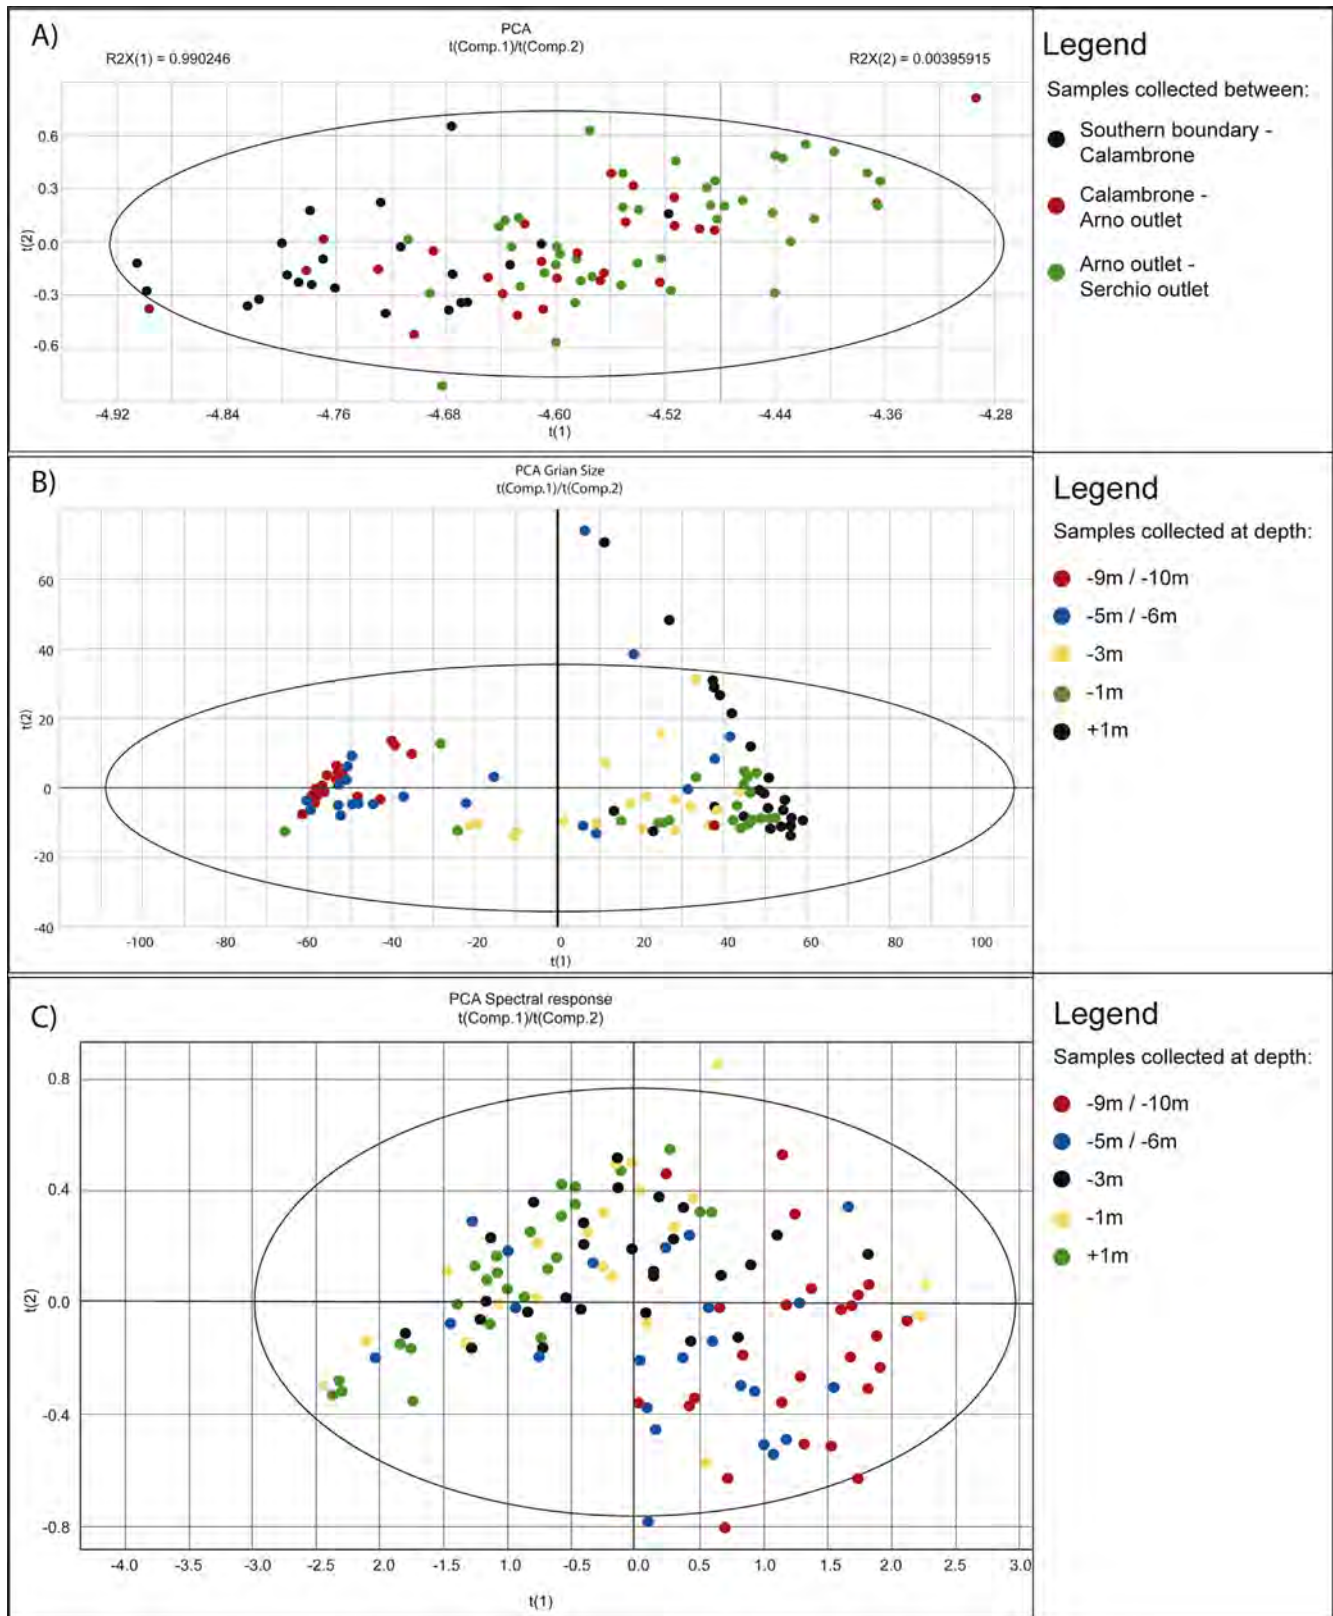 A)
PCA
t(Comp.1)/t(Comp.2)
R2X(1) = 0.990246
R2X(2) = 0.00395915
0.6
0.3
0.0
-0.3
-0.6
t(2)
-4.92 -4.84 -4.76 -4.68 -4.60 -4.52 -4.44 -4.36 -4.28
t(1)
Legend
Samples collected between:
Southern boundary -
Calambrone
Calambrone -
Arno outlet
Arno outlet -
Serchio outlet
B)
PCA Grian Size
t(Comp.1)/t(Comp.2)
60
40
20
0
-20
-40
t(2)
-100 -80 -60 -40 -20 0 20 40 60 80 100
t(1)
Legend
Samples collected at depth:
-9m / -10m
-5m / -6m
-3m
-1m
+1m
C)
PCA Spectral response
t(Comp.1)/t(Comp.2)
0.8
0.4
0.0
-0.4
-0.8
t(2)
-4.0 -3.0 -2.5 -2.0 -1.0 -0.5 0.0 0.5 1.0 1.5 2.0 2.5 3.0
t(1)
Legend
Samples collected at depth:
-9m / -10m
-5m / -6m
-3m
-1m
+1m